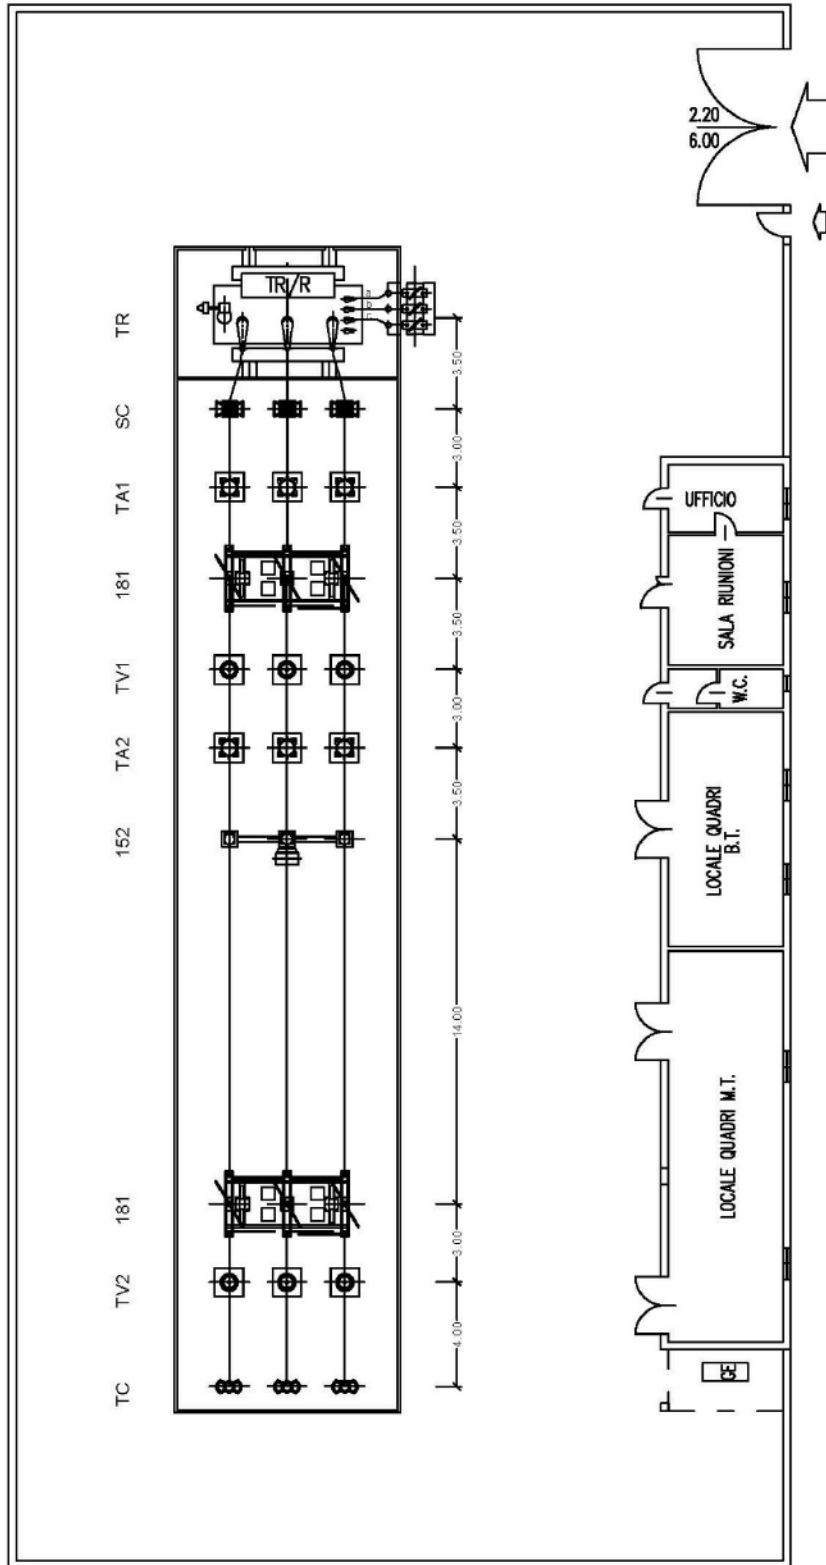 2.20
6.00
TR/R
TR
3.50
SC
3.00
TA1
3.50
181
3.50
TV1
3.00
TA2
3.50
152
14.00
181
3.00
TV2
4.00
TC
UFFICIO
SALA RIUNIONI
W.C.
LOCALE QUADRI
B.T.
LOCALE QUADRI M.T.
GE